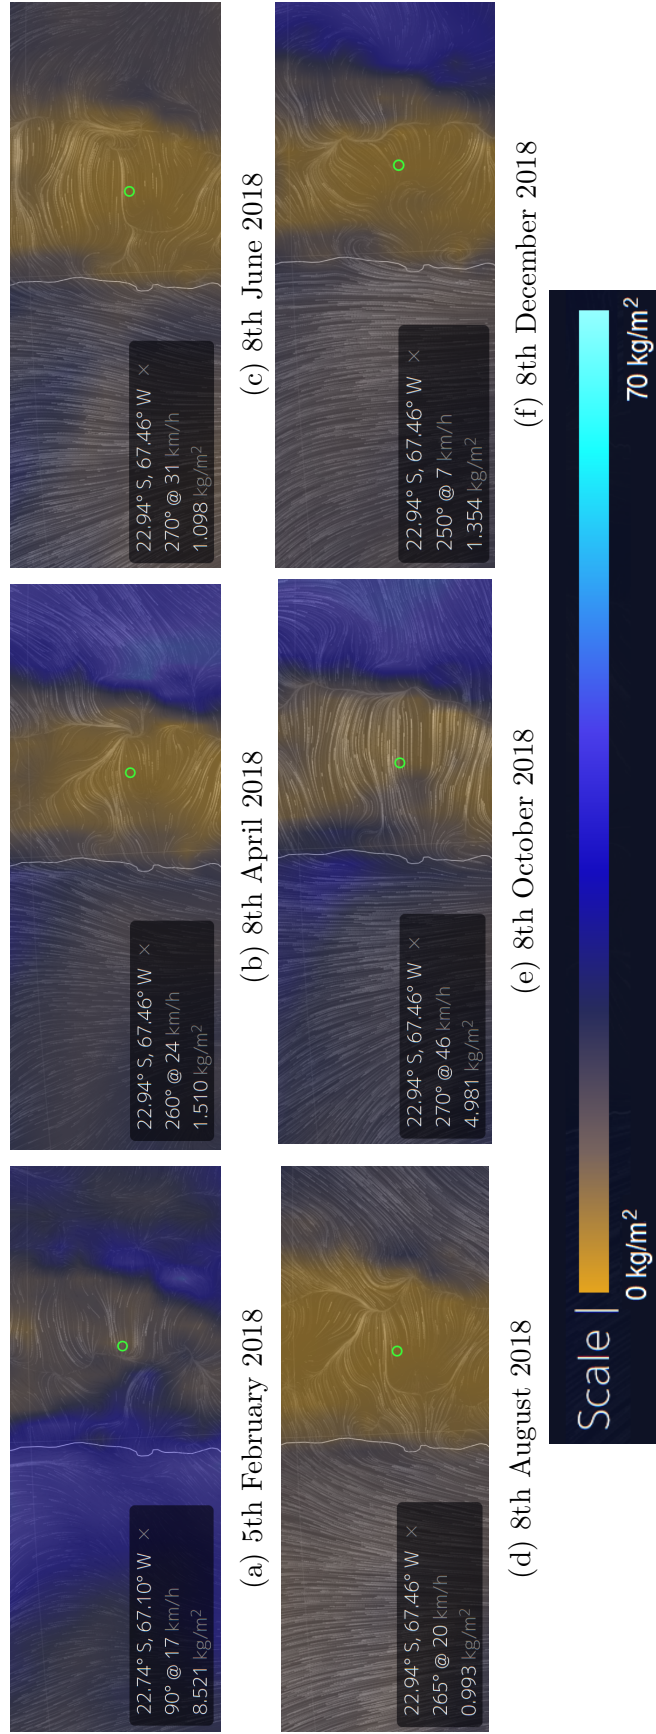 22.74° S, 67.10° W ×
90° @ 17 km/h
8.521 kg/m²
(a) 5th February 2018
22.94° S, 67.46° W ×
260° @ 24 km/h
1.510 kg/m²
(b) 8th April 2018
22.94° S, 67.46° W ×
270° @ 31 km/h
1.098 kg/m²
(c) 8th June 2018
22.94° S, 67.46° W ×
265° @ 20 km/h
0.993 kg/m²
(d) 8th August 2018
22.94° S, 67.46° W ×
270° @ 46 km/h
4.981 kg/m²
(e) 8th October 2018
22.94° S, 67.46° W ×
250° @ 7 km/h
1.354 kg/m²
(f) 8th December 2018
Scale |
0 kg/m²
70 kg/m²